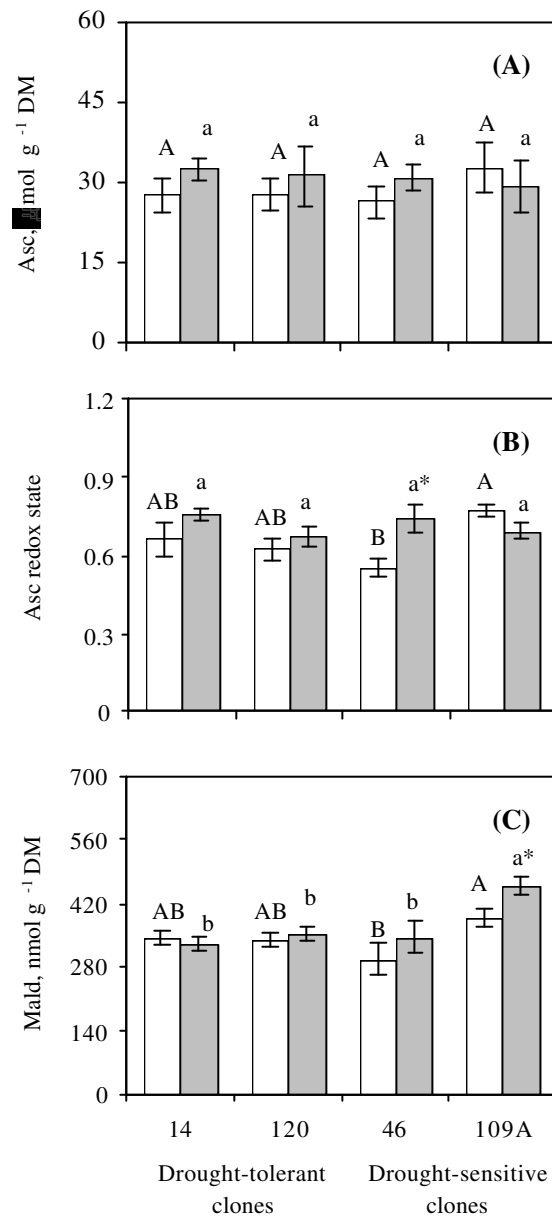 60
(A)
45
A a A a A a A a
30
15
0
Asc, µmol g -1 DM
1.2
(B)
0.9
AB a AB a B a* A a
0.6
0.3
0
Asc redox state
700
(C)
560
a*
420
AB b AB b B b A
280
140
0
Mald, nmol g -1 DM
14 120 46 109A
Drought-tolerant clones
Drought-sensitive clones